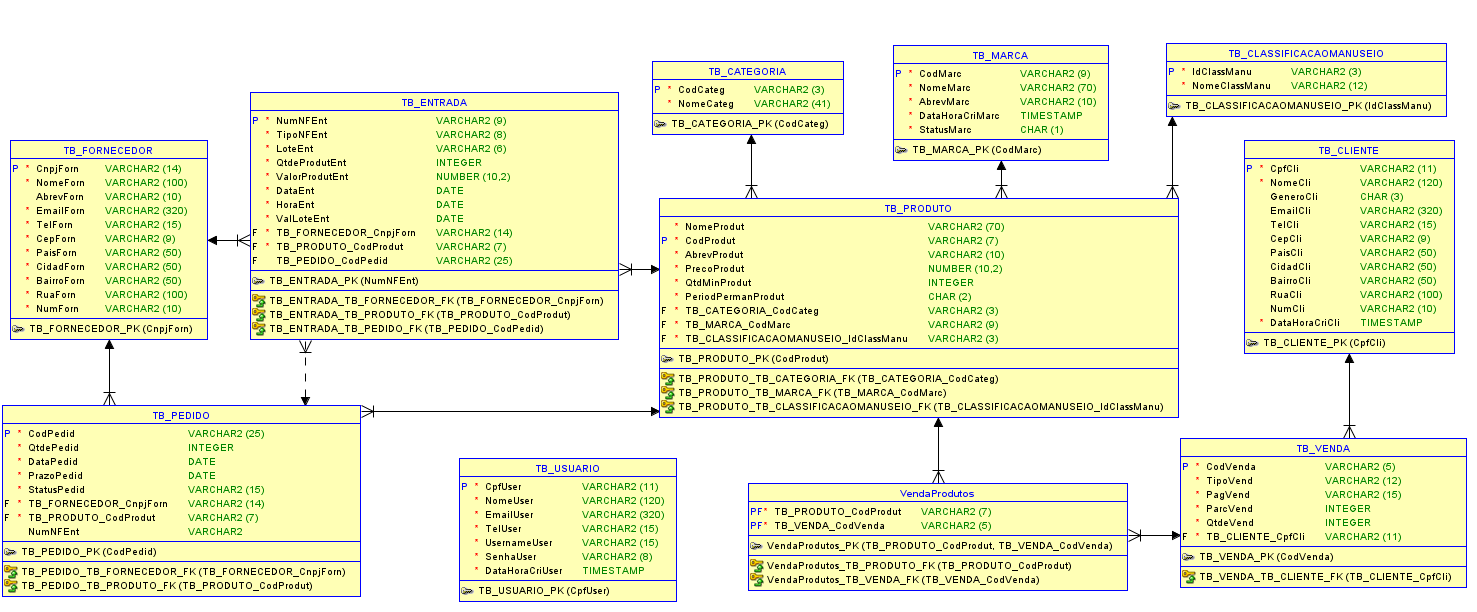 TB_FORNECEDOR
P * CnpjForn VARCHAR2 (14)
* NomeForn VARCHAR2 (100)
AbrevForn VARCHAR2 (10)
* EmailForn VARCHAR2 (320)
* TelForn VARCHAR2 (15)
* CepForn VARCHAR2 (9)
* PaisForn VARCHAR2 (50)
* CidadForn VARCHAR2 (50)
* BairroForn VARCHAR2 (50)
* RuaForn VARCHAR2 (100)
* NumForn VARCHAR2 (10)
TB_FORNECEDOR_PK (CnpjForn)
TB_ENTRADA
P * NumNFEnt VARCHAR2 (9)
* TipoNFEnt VARCHAR2 (8)
* LoteEnt VARCHAR2 (6)
* QtdeProdutEnt INTEGER
* ValorProdutEnt NUMBER (10,2)
* DataEnt DATE
* HoraEnt DATE
* ValLoteEnt DATE
F * TB_FORNECEDOR_CnpjForn VARCHAR2 (14)
F * TB_PRODUTO_CodProdut VARCHAR2 (7)
F TB_PEDIDO_CodPedid VARCHAR2 (25)
TB_ENTRADA_PK (NumNFEnt)
TB_ENTRADA_TB_FORNECEDOR_FK (TB_FORNECEDOR_CnpjForn)
TB_ENTRADA_TB_PRODUTO_FK (TB_PRODUTO_CodProdut)
TB_ENTRADA_TB_PEDIDO_FK (TB_PEDIDO_CodPedid)
TB_CATEGORIA
P * CodCateg VARCHAR2 (3)
* NomeCateg VARCHAR2 (41)
TB_CATEGORIA_PK (CodCateg)
TB_MARCA
P * CodMarc VARCHAR2 (9)
* NomeMarc VARCHAR2 (70)
* AbrevMarc VARCHAR2 (10)
* DataHoraCriMarc TIMESTAMP
* StatusMarc CHAR (1)
TB_MARCA_PK (CodMarc)
TB_CLASSIFICACAOMANUSEIO
P * IdClassManu VARCHAR2 (3)
* NomeClassManu VARCHAR2 (12)
TB_CLASSIFICACAOMANUSEIO_PK (IdClassManu)
TB_CLIENTE
P * CpfCli VARCHAR2 (11)
* NomeCli VARCHAR2 (120)
GeneroCli CHAR (3)
EmailCli VARCHAR2 (320)
TelCli VARCHAR2 (15)
CepCli VARCHAR2 (9)
PaisCli VARCHAR2 (50)
CidadCli VARCHAR2 (50)
BairroCli VARCHAR2 (50)
RuaCli VARCHAR2 (100)
NumCli VARCHAR2 (10)
* DataHoraCriCli TIMESTAMP
TB_CLIENTE_PK (CpfCli)
TB_PRODUTO
* NomeProdut VARCHAR2 (70)
P * CodProdut VARCHAR2 (7)
* AbrevProdut VARCHAR2 (10)
* PrecoProdut NUMBER (10,2)
* QtdMinProdut INTEGER
* PeriodPermanProdut CHAR (2)
F * TB_CATEGORIA_CodCateg VARCHAR2 (3)
F * TB_MARCA_CodMarc VARCHAR2 (9)
F * TB_CLASSIFICACAOMANUSEIO_IdClassManu VARCHAR2 (3)
TB_PRODUTO_PK (CodProdut)
TB_PRODUTO_TB_CATEGORIA_FK (TB_CATEGORIA_CodCateg)
TB_PRODUTO_TB_MARCA_FK (TB_MARCA_CodMarc)
TB_PRODUTO_TB_CLASSIFICACAOMANUSEIO_FK (TB_CLASSIFICACAOMANUSEIO_IdClassManu)
TB_PEDIDO
P * CodPedid VARCHAR2 (25)
* QtdePedid INTEGER
* DataPedid DATE
* PrazoPedid DATE
* StatusPedid VARCHAR2 (15)
F * TB_FORNECEDOR_CnpjForn VARCHAR2 (14)
F * TB_PRODUTO_CodProdut VARCHAR2 (7)
NumNFEnt VARCHAR2
TB_PEDIDO_PK (CodPedid)
TB_PEDIDO_TB_FORNECEDOR_FK (TB_FORNECEDOR_CnpjForn)
TB_PEDIDO_TB_PRODUTO_FK (TB_PRODUTO_CodProdut)
TB_USUARIO
P * CpfUser VARCHAR2 (11)
* NomeUser VARCHAR2 (120)
* EmailUser VARCHAR2 (320)
* TelUser VARCHAR2 (15)
* UsernameUser VARCHAR2 (15)
* SenhaUser VARCHAR2 (8)
* DataHoraCriUser TIMESTAMP
TB_USUARIO_PK (CpfUser)
VendaProdutos
PF* TB_PRODUTO_CodProdut VARCHAR2 (7)
PF* TB_VENDA_CodVenda VARCHAR2 (5)
VendaProdutos_PK (TB_PRODUTO_CodProdut, TB_VENDA_CodVenda)
VendaProdutos_TB_PRODUTO_FK (TB_PRODUTO_CodProdut)
VendaProdutos_TB_VENDA_FK (TB_VENDA_CodVenda)
TB_VENDA
P * CodVenda VARCHAR2 (5)
* TipoVend VARCHAR2 (12)
* PagVend VARCHAR2 (15)
* ParcVend INTEGER
* QtdeVend INTEGER
F * TB_CLIENTE_CpfCli VARCHAR2 (11)
TB_VENDA_PK (CodVenda)
TB_VENDA_TB_CLIENTE_FK (TB_CLIENTE_CpfCli)